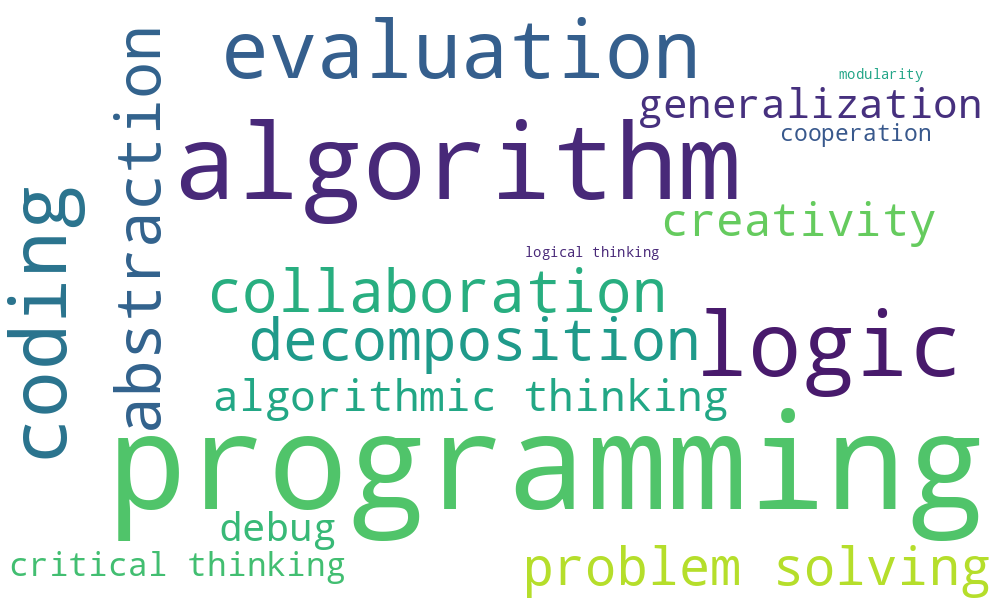 evaluation
modularity
generalization
cooperation
algorithm
abstraction
coding
creativity
logical thinking
collaboration
decomposition
logic
algorithmic thinking
programming
debug
critical thinking
problem solving